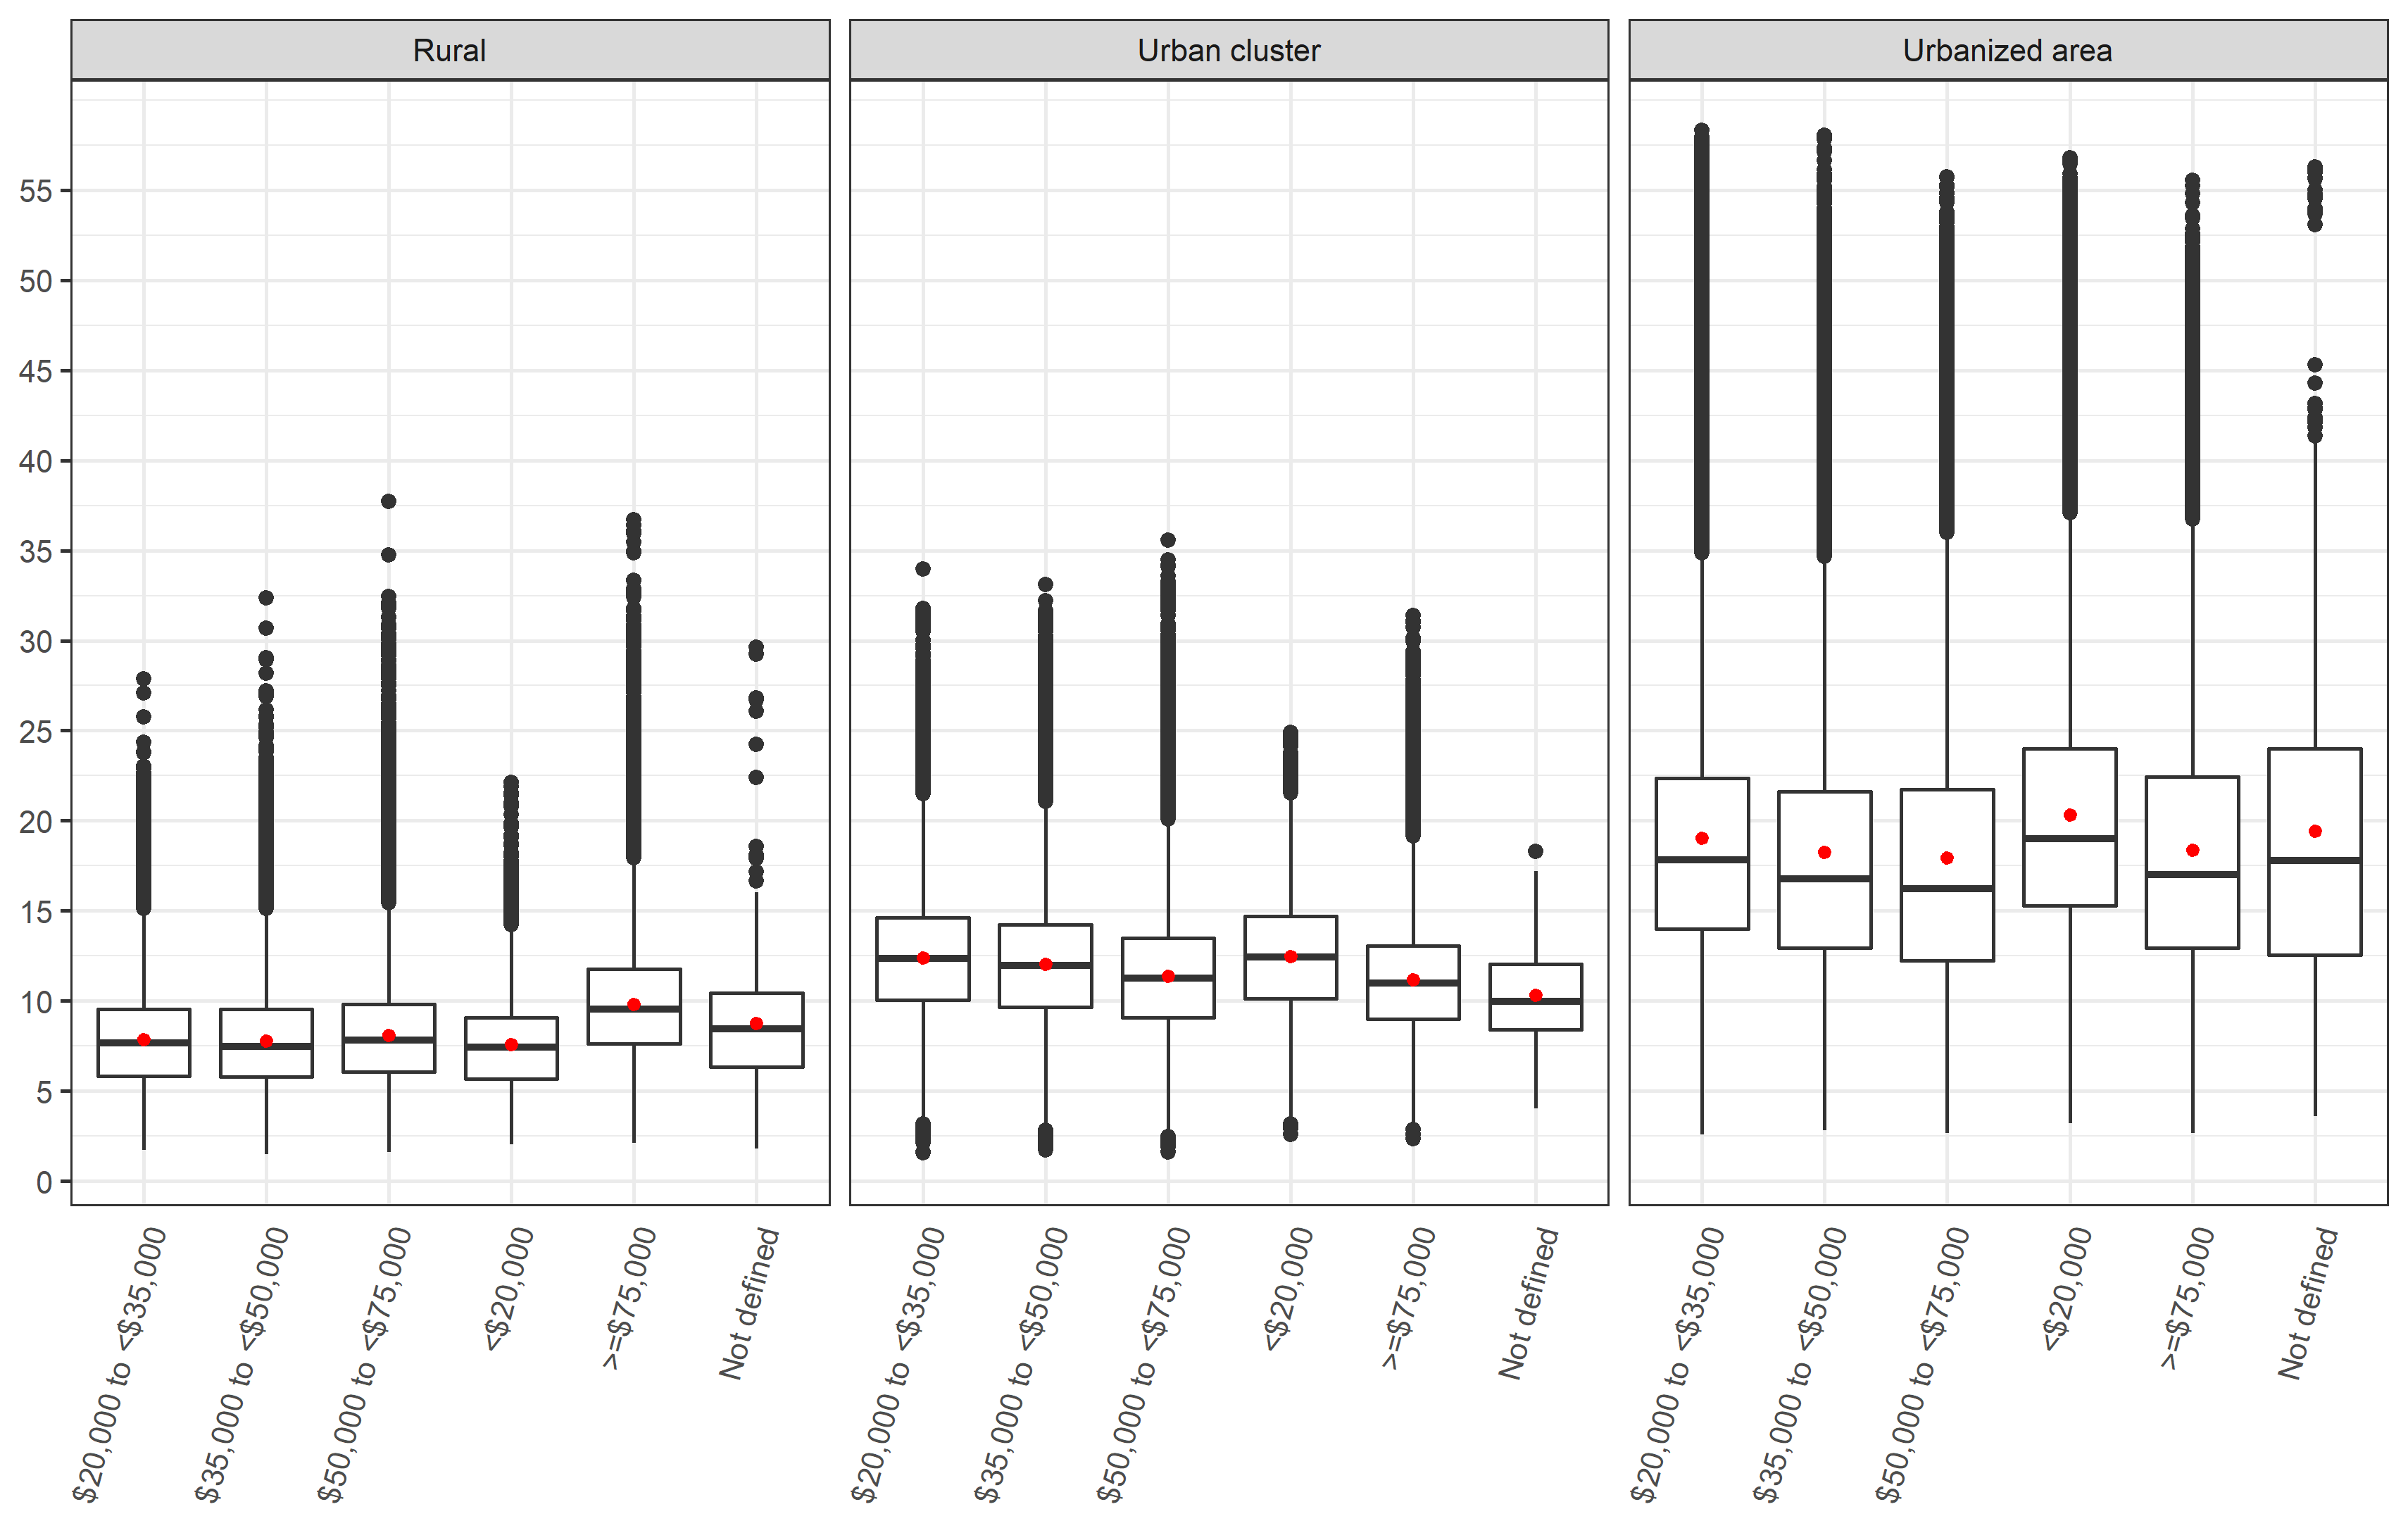 Rural
Urban cluster
Urbanized area
55
50
45
40
35
30
25
20
15
10
5
0
$20,000 to <$35,000
$35,000 to <$50,000
$50,000 to <$75,000
<$20,000
>=$75,000
Not defined
$20,000 to <$35,000
$35,000 to <$50,000
$50,000 to <$75,000
<$20,000
>=$75,000
Not defined
$20,000 to <$35,000
$35,000 to <$50,000
$50,000 to <$75,000
<$20,000
>=$75,000
Not defined